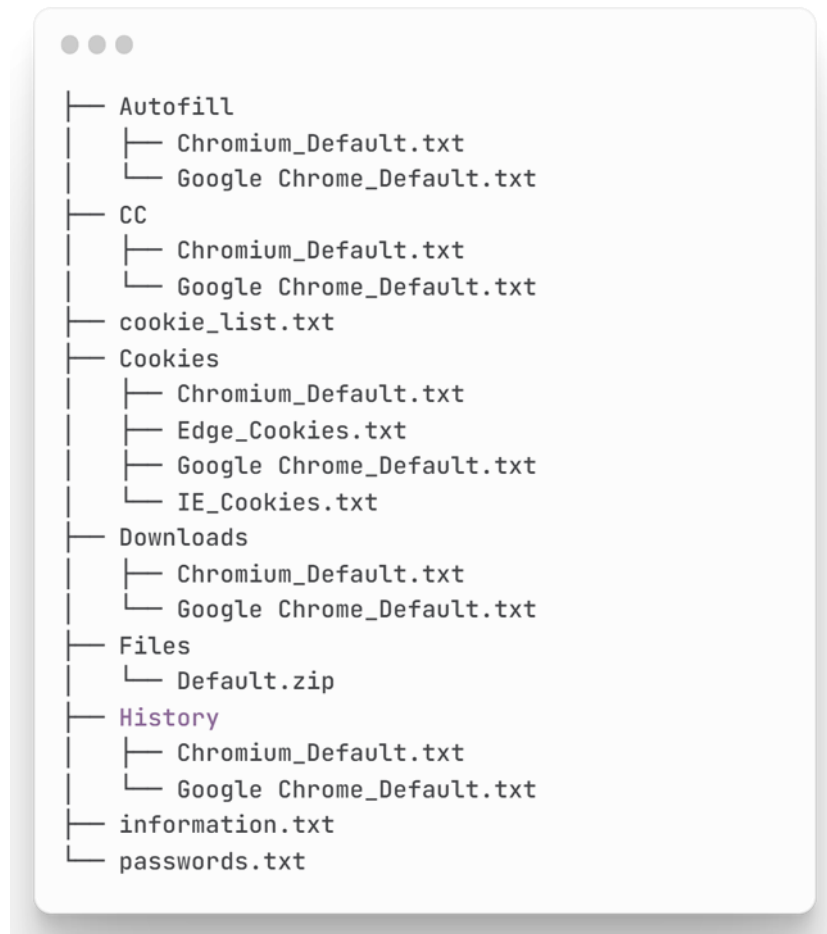 ├── Autofill
│   ├── Chromium_Default.txt
│   └── Google Chrome_Default.txt
├── CC
│   ├── Chromium_Default.txt
│   └── Google Chrome_Default.txt
├── cookie_list.txt
├── Cookies
│   ├── Chromium_Default.txt
│   ├── Edge_Cookies.txt
│   ├── Google Chrome_Default.txt
│   └── IE_Cookies.txt
├── Downloads
│   ├── Chromium_Default.txt
│   └── Google Chrome_Default.txt
├── Files
│   └── Default.zip
├── History
│   ├── Chromium_Default.txt
│   └── Google Chrome_Default.txt
├── information.txt
└── passwords.txt